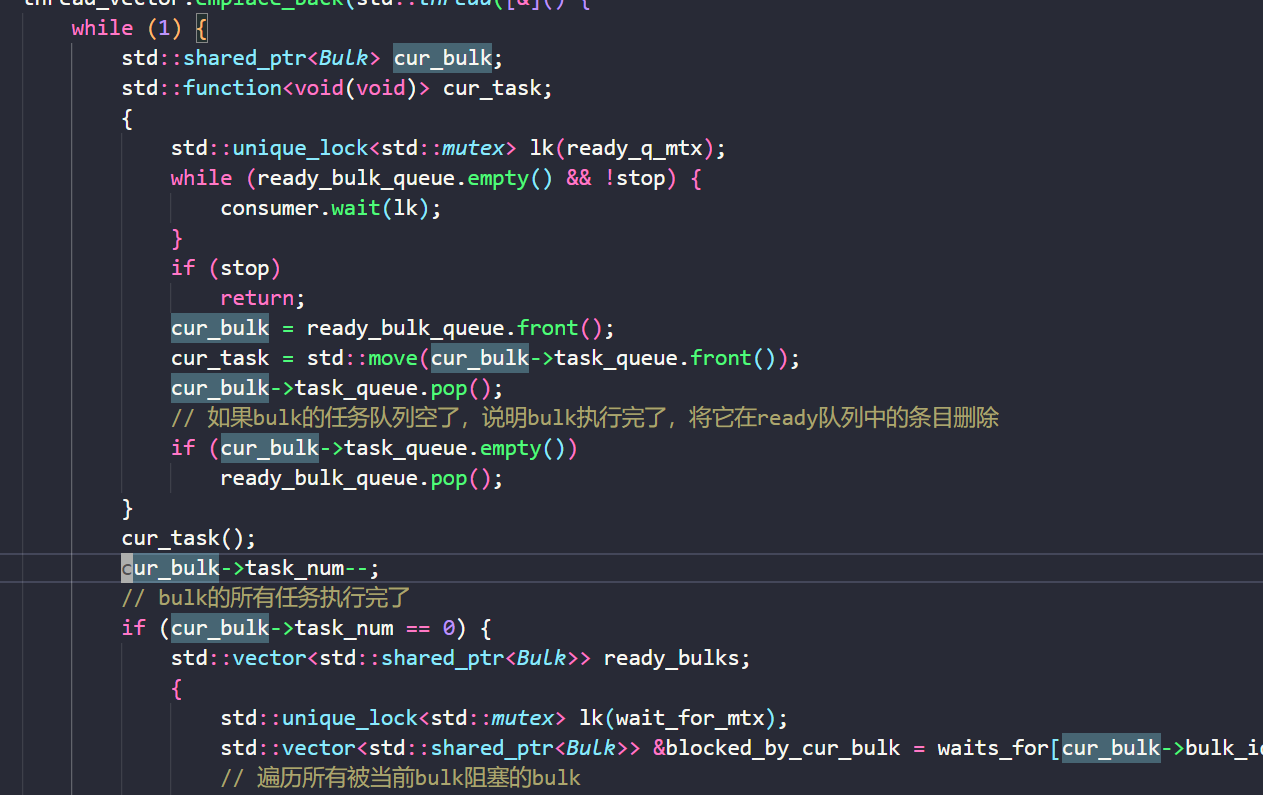 thread_vector.emplace_back(std::thread([&]() {
while (1) {
std::shared_ptr<Bulk> cur_bulk;
std::function<void(void)> cur_task;
{
std::unique_lock<std::mutex> lk(ready_q_mtx);
while (ready_bulk_queue.empty() && !stop) {
consumer.wait(lk);
}
if (stop)
return;
cur_bulk = ready_bulk_queue.front();
cur_task = std::move(cur_bulk->task_queue.front());
cur_bulk->task_queue.pop();
// 如果bulk的任务队列空了，说明bulk执行完了，将它在ready队列中的条目删除
if (cur_bulk->task_queue.empty())
ready_bulk_queue.pop();
}
cur_task();
cur_bulk->task_num--;
// bulk的所有任务执行完了
if (cur_bulk->task_num == 0) {
std::vector<std::shared_ptr<Bulk>> ready_bulks;
{
std::unique_lock<std::mutex> lk(wait_for_mtx);
std::vector<std::shared_ptr<Bulk>> &blocked_by_cur_bulk = waits_for[cur_bulk->bulk_i
// 遍历所有被当前bulk阻塞的bulk